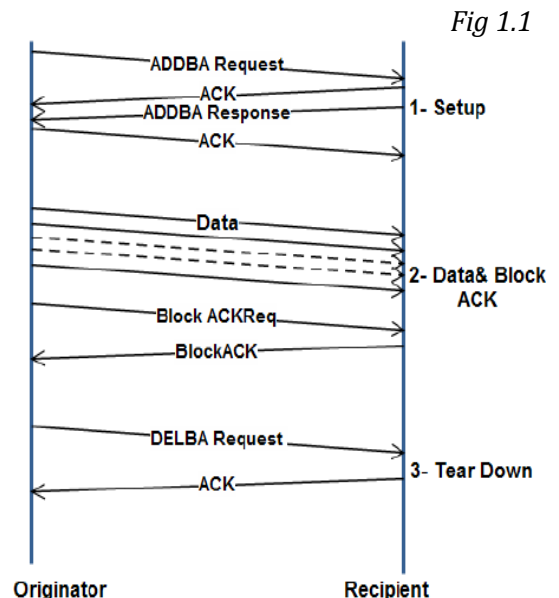 Fig 1.1
ADDBA Request
ACK
ADDBA Response
1- Setup
ACK
Data
2- Data& Block
ACK
Block ACKReq
BlockACK
DELBA Request
3- Tear Down
ACK
Originator
Recipient